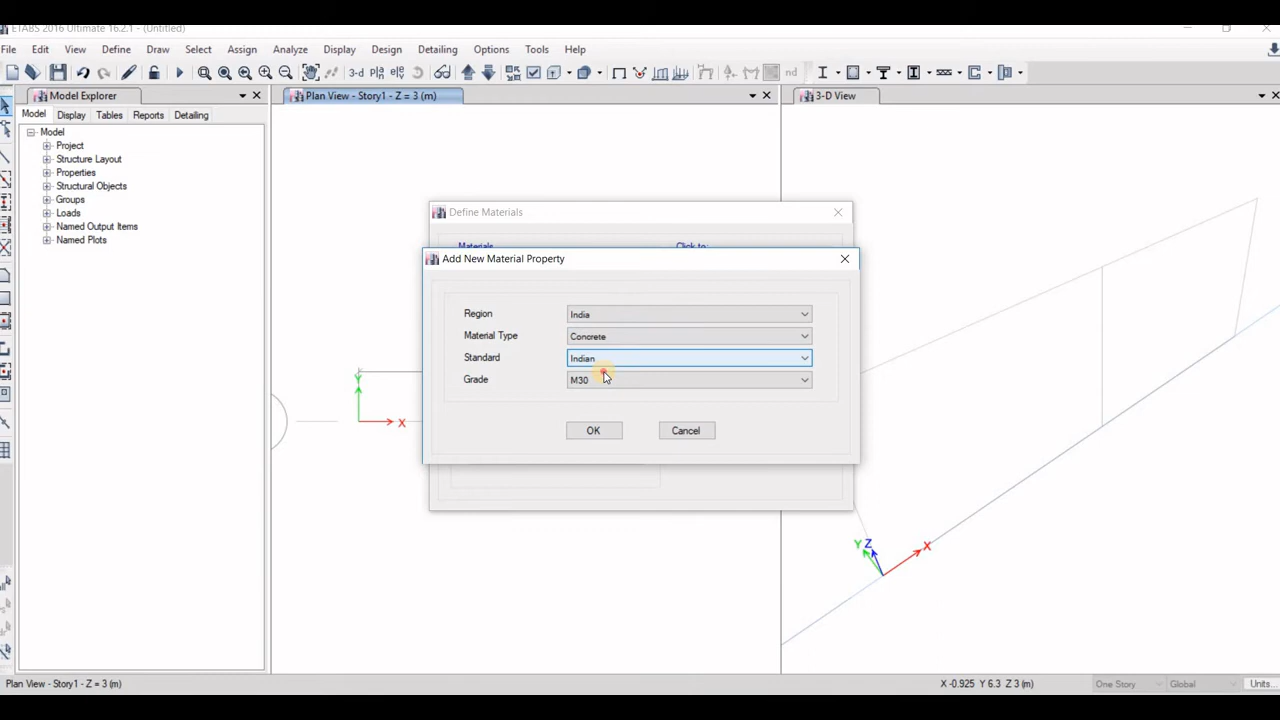 ETABS 2016 Ultimate 16.2.1 - (Untitled)
File Edit View Define Draw Select Assign Analyze Display Design Detailing Options Tools Help
3-d
nd
Model Explorer
Plan View - Story1 - Z = 3 (m)
3-D View
Model Display Tables Reports Detailing
Model
Project
Structure Layout
Properties
Structural Objects
Groups
Loads
Named Output Items
Named Plots
Define Materials
Materials
Click to:
Add New Material Property
Region India
Material Type Concrete
Standard Indian
Grade M30
OK Cancel
Y
X
Y Z X
Plan View - Story1 - Z = 3 (m)
X -0.925 Y 6.3 Z 3 (m)
One Story
Global
Units...